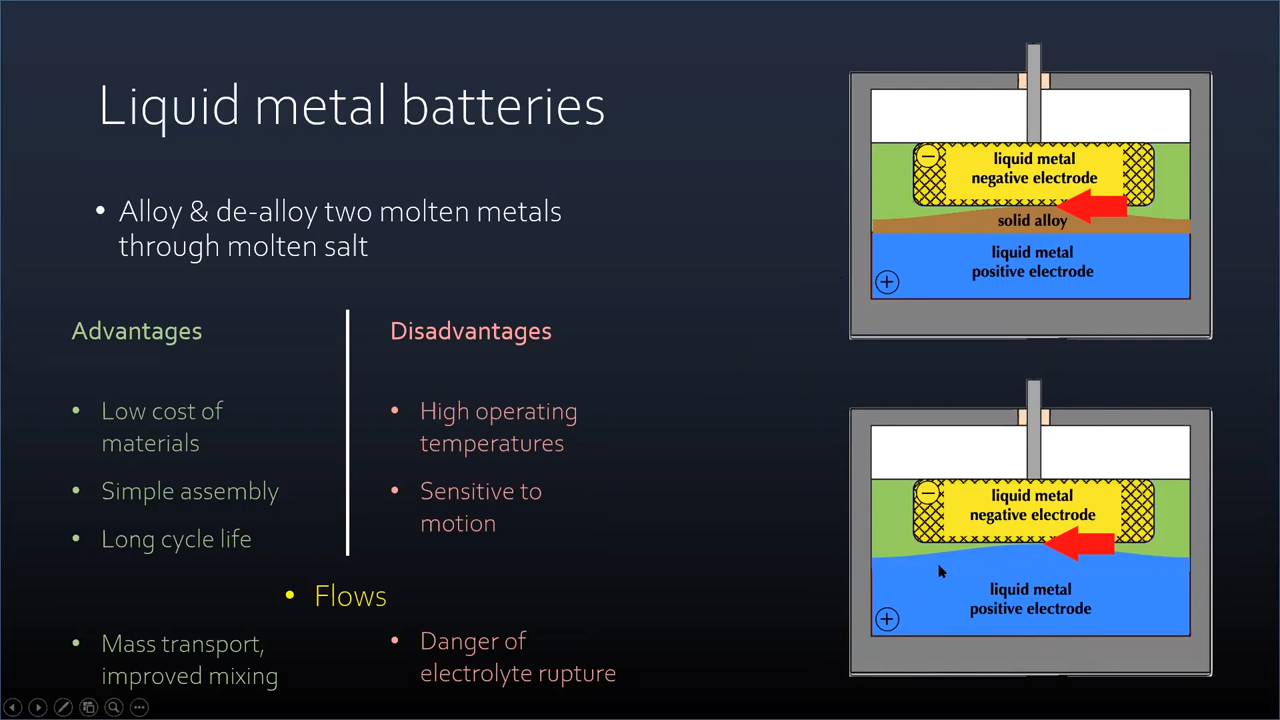 Liquid metal batteries
• Alloy & de-alloy two molten metals
through molten salt
Advantages
• Low cost of
materials
• Simple assembly
• Long cycle life
Disadvantages
• High operating
temperatures
• Sensitive to
motion
• Flows
• Mass transport,
improved mixing
• Danger of
electrolyte rupture
−
liquid metal
negative electrode
solid alloy
liquid metal
positive electrode
+
−
liquid metal
negative electrode
liquid metal
positive electrode
+